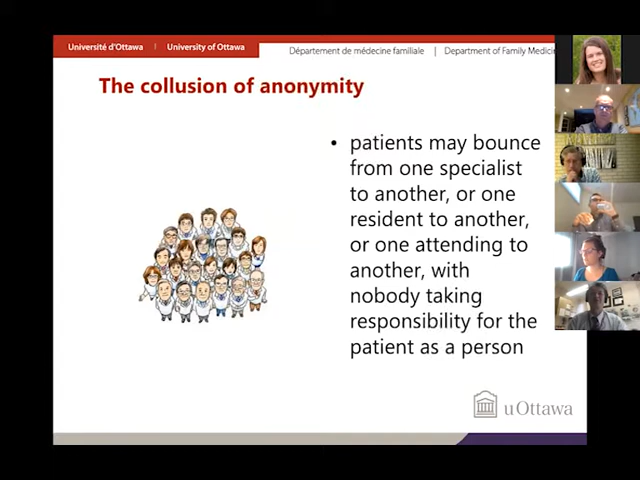 Université d'Ottawa | University of Ottawa
Département de médecine familiale | Department of Family Medicin
The collusion of anonymity
• patients may bounce
from one specialist
to another, or one
resident to another,
or one attending to
another, with
nobody taking
responsibility for the
patient as a person
uOttawa